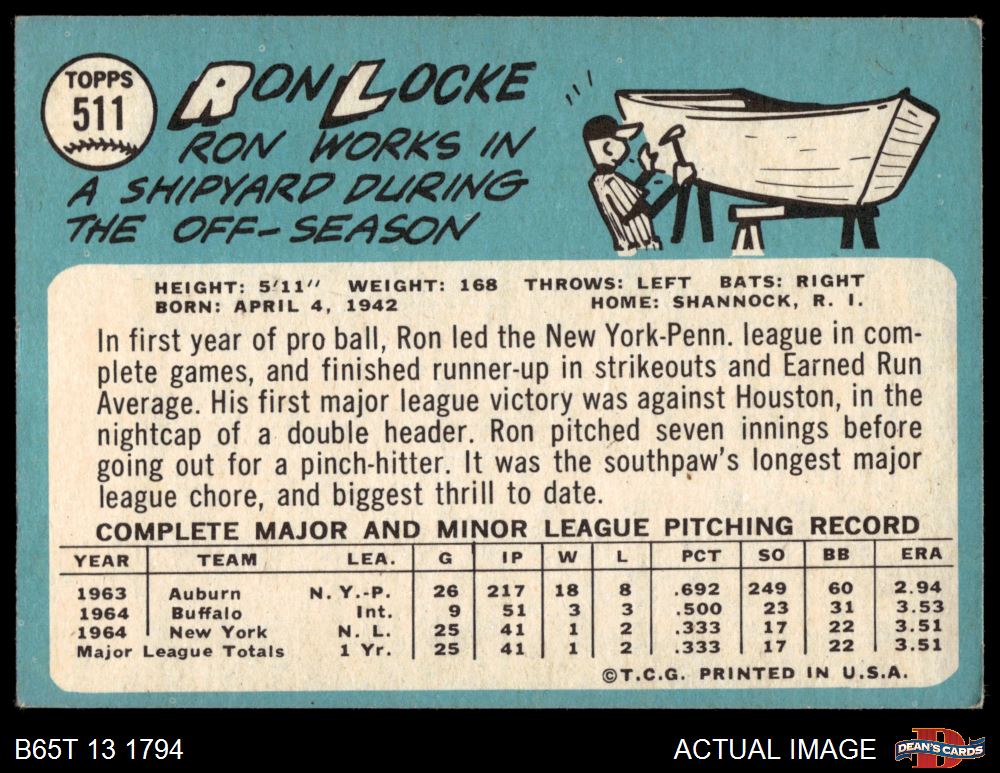 TOPPS
511
RON LOCKE
RON WORKS IN
A SHIPYARD DURING
THE OFF-SEASON
HEIGHT: 5'11" WEIGHT: 168 THROWS: LEFT BATS: RIGHT
BORN: APRIL 4, 1942 HOME: SHANNOCK, R. I.
In first year of pro ball, Ron led the New York-Penn. league in com-
plete games, and finished runner-up in strikeouts and Earned Run
Average. His first major league victory was against Houston, in the
nightcap of a double header. Ron pitched seven innings before
going out for a pinch-hitter. It was the southpaw's longest major
league chore, and biggest thrill to date.
COMPLETE MAJOR AND MINOR LEAGUE PITCHING RECORD
YEAR TEAM LEA. G IP W L PCT SO BB ERA
1963 Auburn N. Y.-P. 26 217 18 8 .692 249 60 2.94
1964 Buffalo Int. 9 51 3 3 .500 23 31 3.53
1964 New York N. L. 25 41 1 2 .333 17 22 3.51
Major League Totals 1 Yr. 25 41 1 2 .333 17 22 3.51
©T.C.G. PRINTED IN U.S.A.
B65T 13 1794 ACTUAL IMAGE DEAN'S CARDS